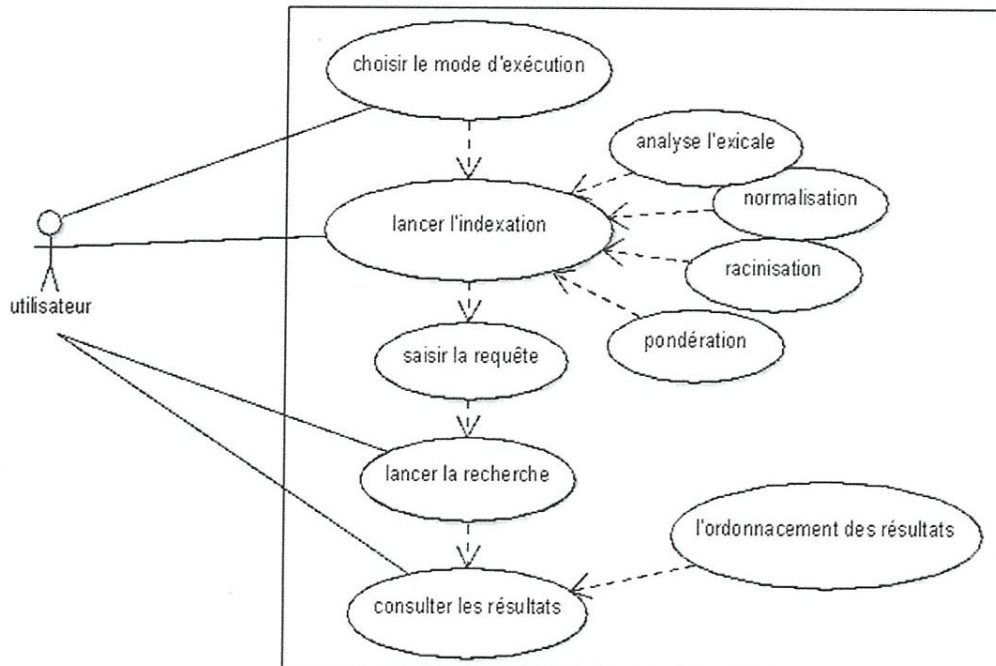 choisir le mode d'exécution
analyse l'exicale
normalisation
lancer l'indexation
racinisation
utilisateur
pondération
saisir la requête
lancer la recherche
l'ordonnacement des résultats
consulter les résultats